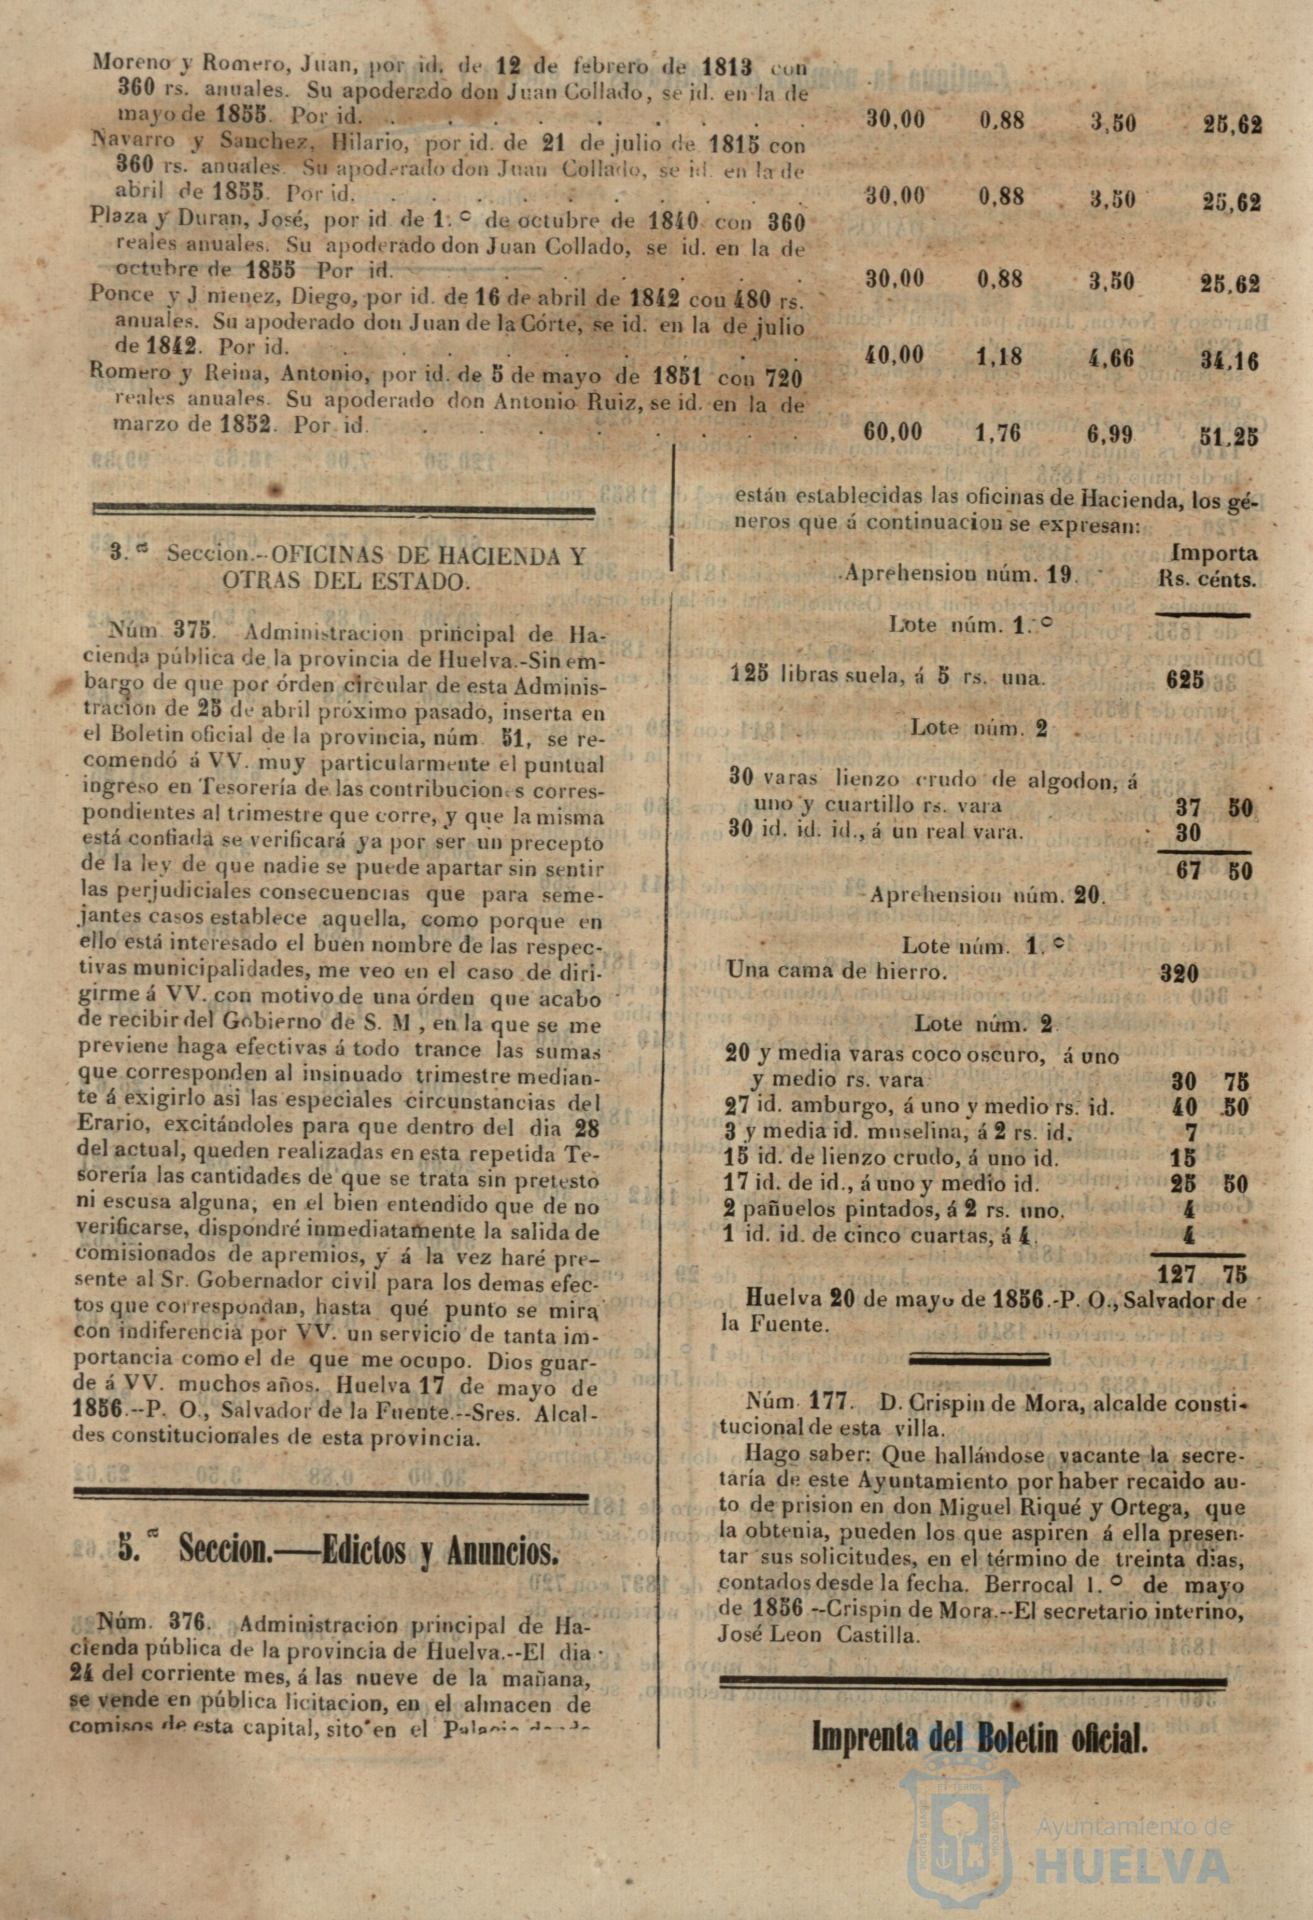 Moreno y Romero, Juan, por id. de 12 de febrero de 1813 con
360 rs. anuales. Su apoderado don Juan Collado, se id. en la de
mayo de 1855. Por id. . . . . . . . . 30,00 0,88 3,50 25,62
Navarro y Sanchez, Hilario, por id. de 21 de julio de 1815 con
360 rs. anuales. Su apoderado don Juan Collado, se id. en la de
abril de 1855. Por id. . . . . . . . . 30,00 0,88 3,50 25,62
Plaza y Duran, José, por id de 1.º de octubre de 1840 con 360
reales anuales. Su apoderado don Juan Collado, se id. en la de
octubre de 1855 Por id. . . . . . . 30,00 0,88 3,50 25,62
Ponce y J nienez, Diego, por id. de 16 de abril de 1842 cou 480 rs.
anuales. Su apoderado don Juan de la Córte, se id. en la de julio
de 1842. Por id. . . . . . . . . 40,00 1,18 4,66 34,16
Romero y Reina, Antonio, por id. de 5 de mayo de 1851 con 720
reales anuales. Su apoderado don Antonio Ruiz, se id. en la de
marzo de 1852. Por id. . . . . . . . 60,00 1,76 6,99 51,25
3.ª Seccion.--OFICINAS DE HACIENDA Y
OTRAS DEL ESTADO.
Núm 375. Administracion principal de Ha-
cienda pública de la provincia de Huelva.-Sin em-
bargo de que por órden circular de esta Adminis-
tracion de 25 de abril próximo pasado, inserta en
el Boletin oficial de la provincia, núm 51, se re-
comendó á VV. muy particularmente el puntual
ingreso en Tesorería de las contribuciones corres-
pondientes al trimestre que corre, y que la misma
está confiada se verificará ya por ser un precepto
de la ley de que nadie se puede apartar sin sentir
las perjudiciales consecuencias que para seme-
jantes casos establece aquella, como porque en
ello está interesado el buen nombre de las respec-
tivas municipalidades, me veo en el caso de diri-
girme á VV. con motivo de una órden que acabo
de recibir del Gobierno de S. M , en la que se me
previene haga efectivas á todo trance las sumas
que corresponden al insinuado trimestre median-
te á exigirlo asi las especiales circunstancias del
Erario, excitándoles para que dentro del dia 28
del actual, queden realizadas en esta repetida Te-
sorería las cantidades de que se trata sin pretesto
ni escusa alguna, en el bien entendido que de no
verificarse, dispondré inmediatamente la salida de
comisionados de apremios, y á la vez haré pre-
sente al Sr. Gobernador civil para los demas efec-
tos que correspondan, hasta qué punto se mira
con indiferencia por VV. un servicio de tanta im-
portancia como el de que me ocupo. Dios guar-
de á VV. muchos años. Huelva 17 de mayo de
1856.--P. O., Salvador de la Fuente.--Sres. Alcal-
des constitucionales de esta provincia.
5.ª Seccion.—Edictos y Anuncios.
Núm. 376. Administracion principal de Ha-
cienda pública de la provincia de Huelva.--El dia
24 del corriente mes, á las nueve de la mañana,
se vende en pública licitacion, en el almacen de
comisos de esta capital, sito en el Palacio
están establecidas las oficinas de Hacienda, los gé-
neros que á continuacion se expresan:
Importa
Aprehension núm. 19. Rs. cénts.
Lote núm. 1.º
125 libras suela, á 5 rs. una. 625
Lote núm. 2
30 varas lienzo crudo de algodon, á
uno y cuartillo rs. vara 37 50
30 id. id. id., á un real vara. 30
67 50
Aprehension núm. 20.
Lote núm. 1.º
Una cama de hierro. 320
Lote núm. 2
20 y media varas coco oscuro, á uno
y medio rs. vara 30 75
27 id. amburgo, á uno y medio rs. id. 40 50
3 y media id. muselina, á 2 rs. id. 7
15 id. de lienzo crudo, á uno id. 15
17 id. de id., á uno y medio id. 25 50
2 pañuelos pintados, á 2 rs. uno. 4
1 id. id. de cinco cuartas, á 4. 4
127 75
Huelva 20 de mayo de 1856.-P. O., Salvador de
la Fuente.
Núm. 177. D. Crispin de Mora, alcalde consti-
tucional de esta villa.
Hago saber: Que hallándose vacante la secre-
taría de este Ayuntamiento por haber recaido au-
to de prision en don Miguel Riqué y Ortega, que
la obtenia, pueden los que aspiren á ella presen-
tar sus solicitudes, en el término de treinta dias,
contados desde la fecha. Berrocal 1.º de mayo
de 1856 --Crispin de Mora.--El secretario interino,
José Leon Castilla.
Imprenta del Boletin oficial.
Ayuntamiento de
HUELVA